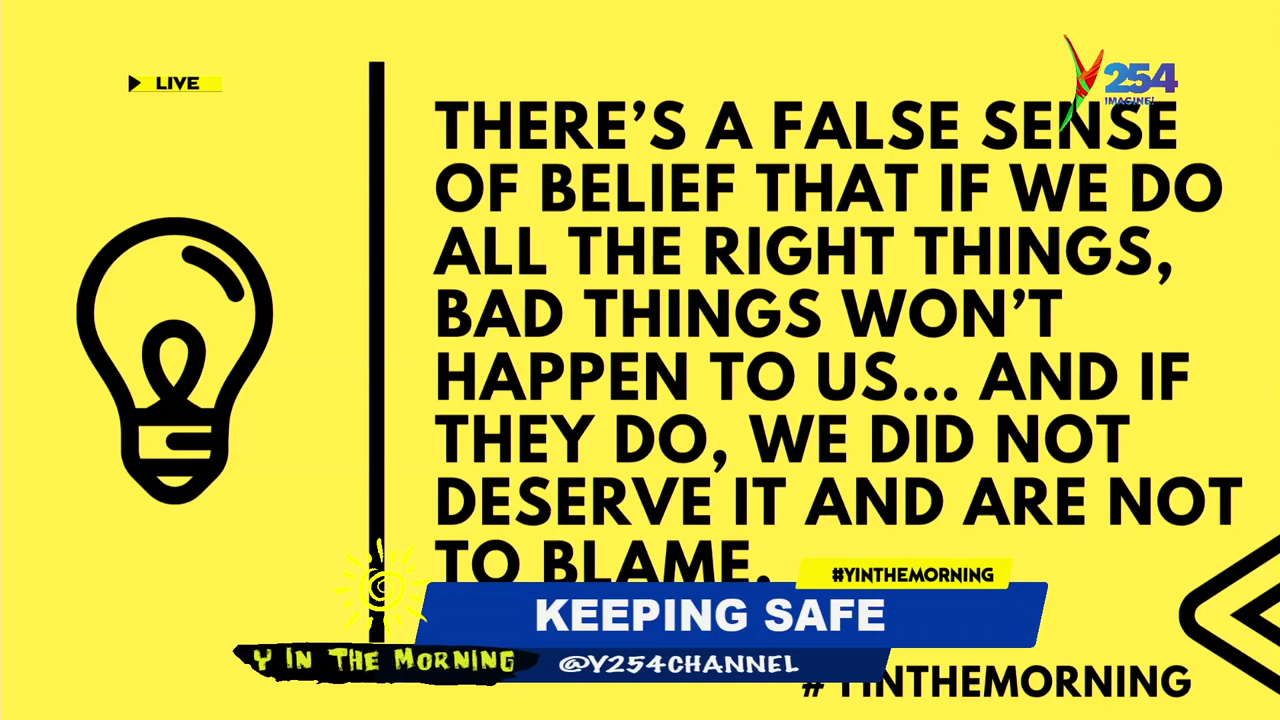 LIVE
254
IMAGINE!
THERE’S A FALSE SENSE
OF BELIEF THAT IF WE DO
ALL THE RIGHT THINGS,
BAD THINGS WON’T
HAPPEN TO US... AND IF
THEY DO, WE DID NOT
DESERVE IT AND ARE NOT
TO BLAME.
#YINTHEMORNING
KEEPING SAFE
Y IN THE MORNING
@Y254CHANNEL
#YINTHEMORNING